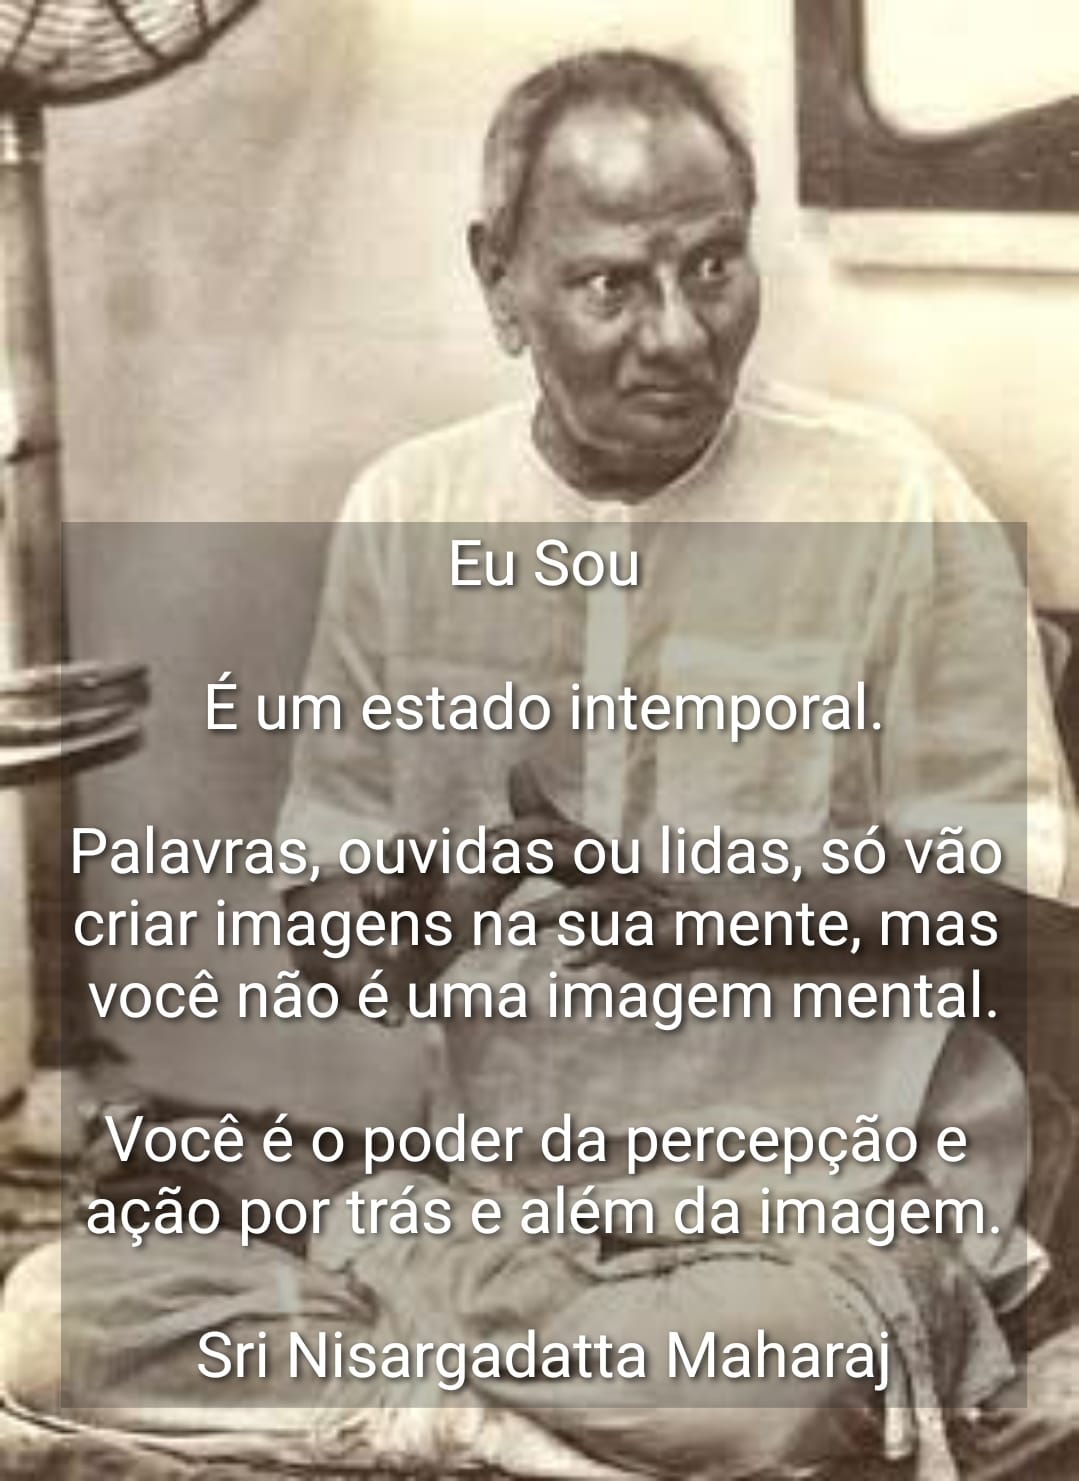 Eu Sou
É um estado intemporal.
Palavras, ouvidas ou lidas, só vão
criar imagens na sua mente, mas
você não é uma imagem mental.
Você é o poder da percepção e
ação por trás e além da imagem.
Sri Nisargadatta Maharaj